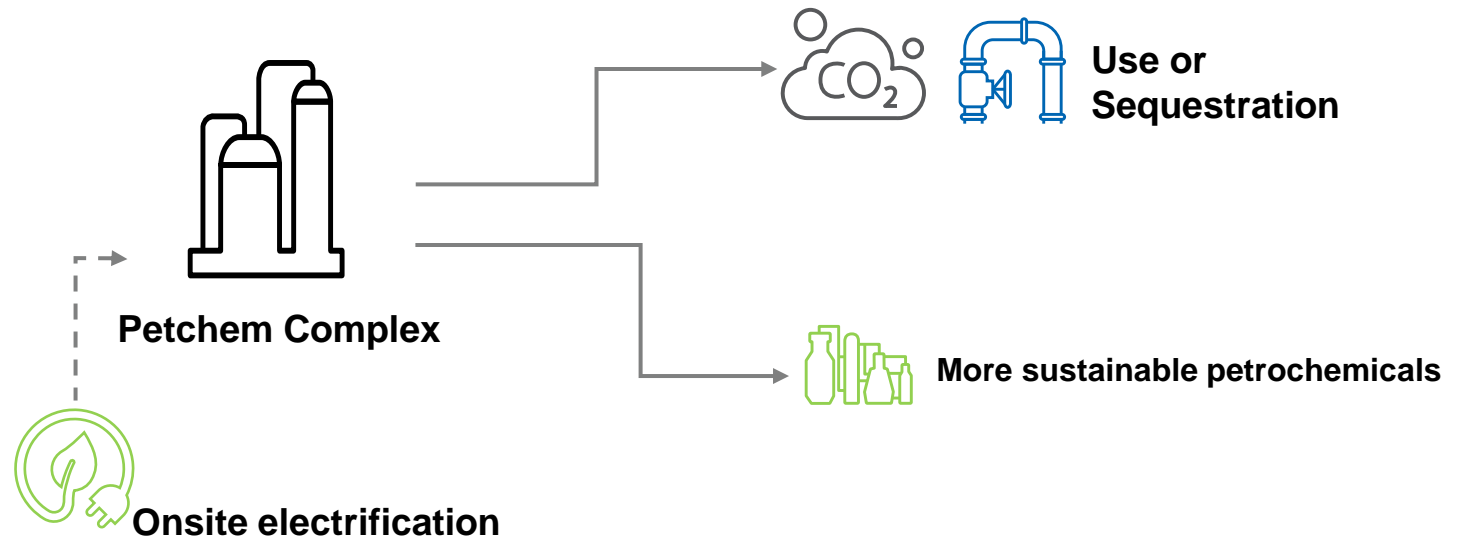 CO2
Use or
Sequestration
Petchem Complex
More sustainable petrochemicals
Onsite electrification